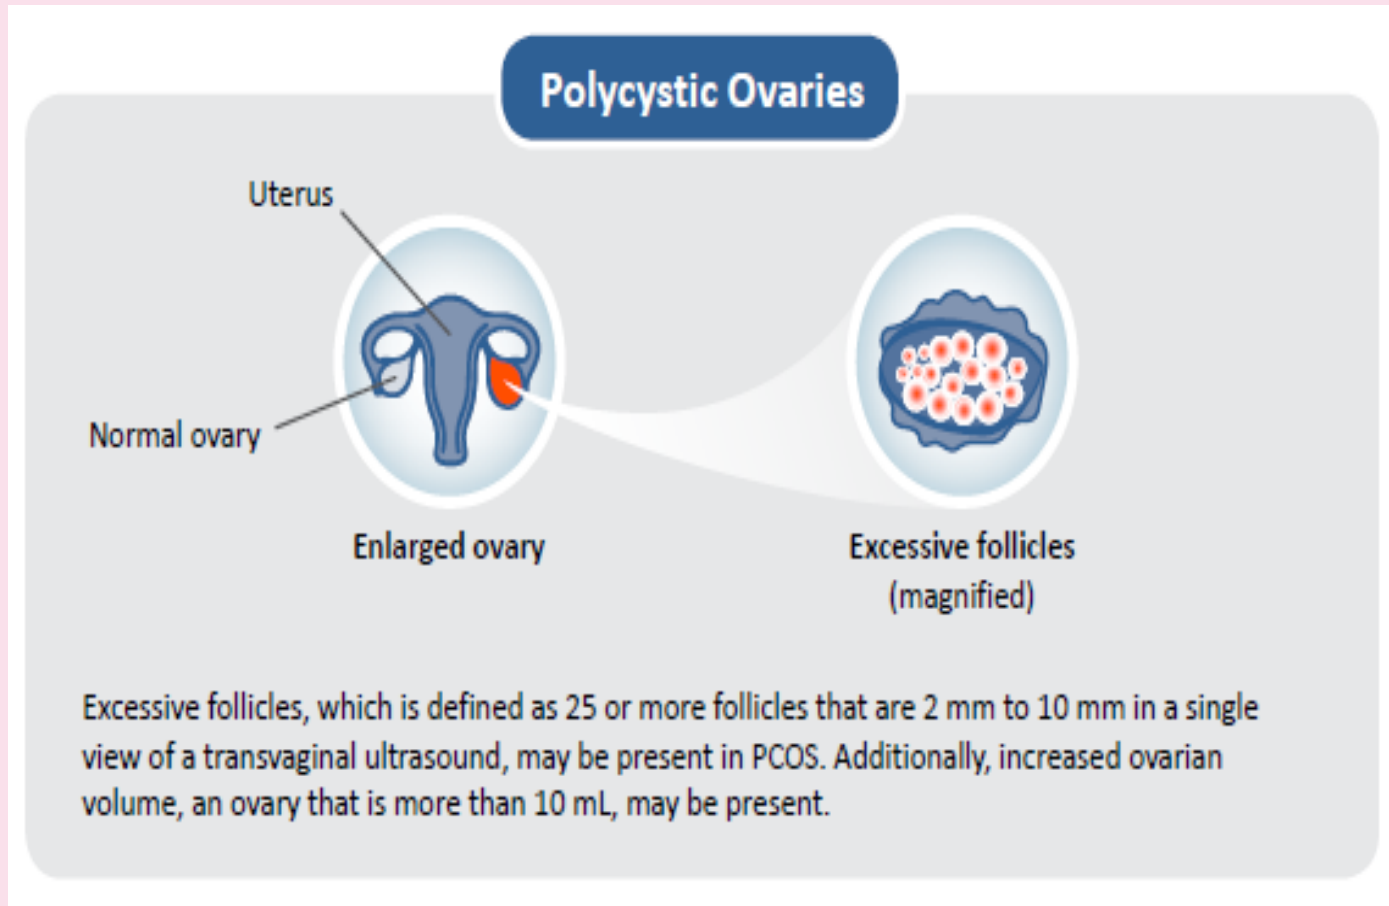 Polycystic Ovaries
Uterus
Normal ovary
Enlarged ovary
Excessive follicles
(magnified)
Excessive follicles, which is defined as 25 or more follicles that are 2 mm to 10 mm in a single
view of a transvaginal ultrasound, may be present in PCOS. Additionally, increased ovarian
volume, an ovary that is more than 10 mL, may be present.